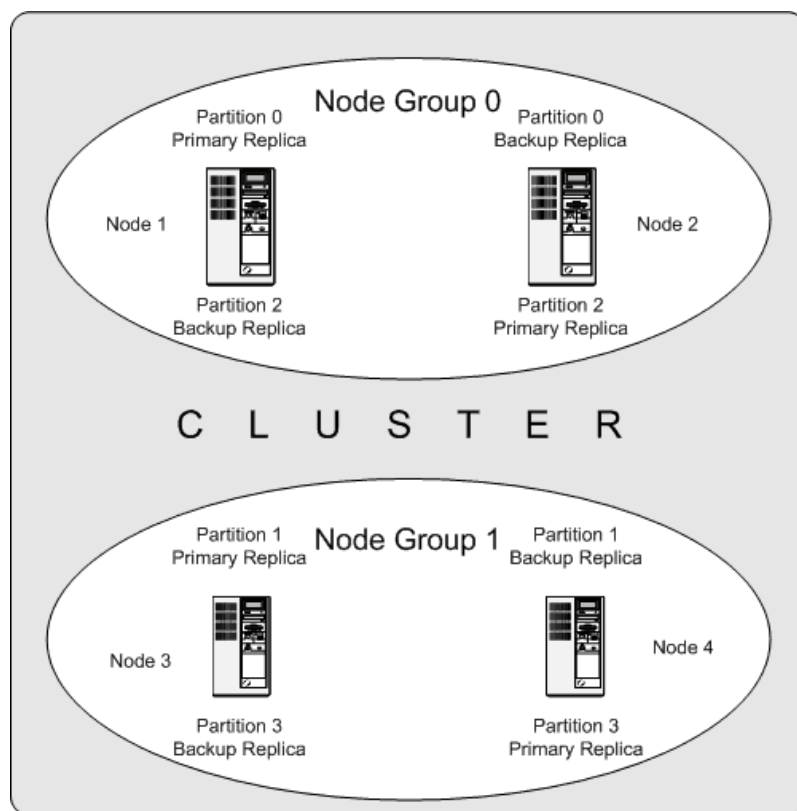 Node Group 0
Partition 0
Primary Replica
Partition 0
Backup Replica
Node 1
Node 2
Partition 2
Backup Replica
Partition 2
Primary Replica
C L U S T E R
Partition 1
Primary Replica
Node Group 1
Partition 1
Backup Replica
Node 3
Node 4
Partition 3
Backup Replica
Partition 3
Primary Replica